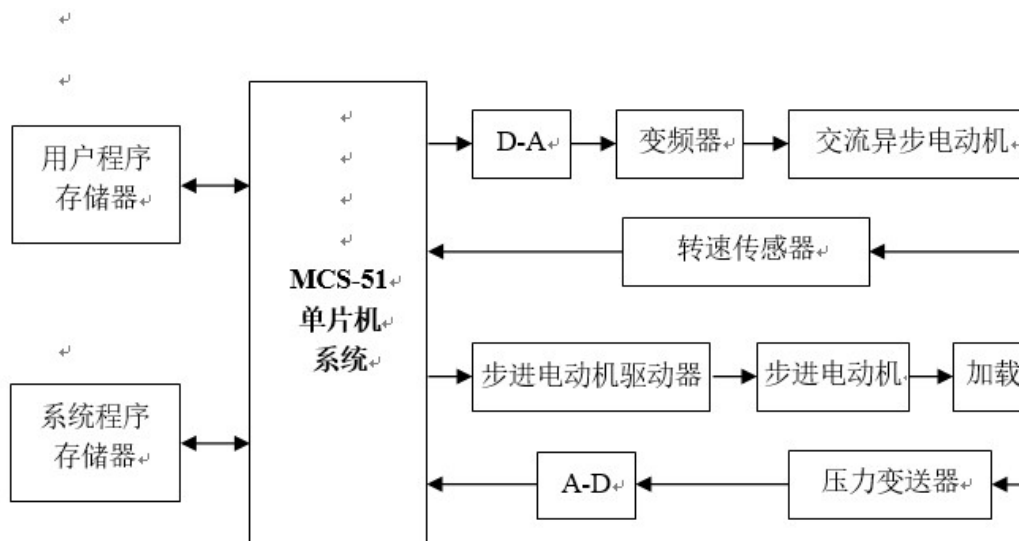 用户程序
存储器
系统程序
存储器
MCS-51
单片机
系统
D-A
变频器
交流异步电动机
转速传感器
步进电动机驱动器
步进电动机
加载
A-D
压力变送器